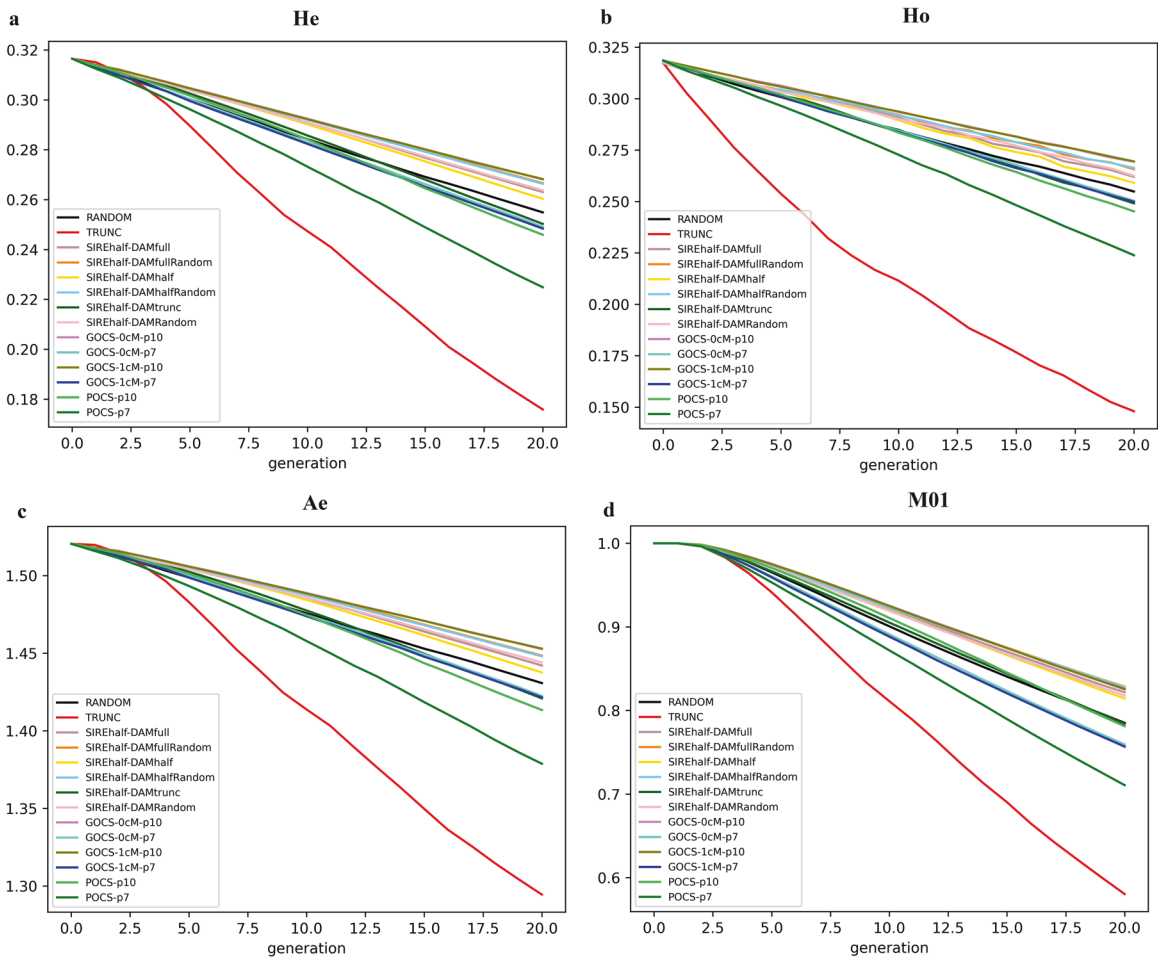 a
He
0.32
0.30
0.28
0.26
0.24
0.22
0.20
0.18
RANDOM
TRUNC
SIREhalf-DAMfull
SIREhalf-DAMfullRandom
SIREhalf-DAMhalf
SIREhalf-DAMhalfRandom
SIREhalf-DAMtrunc
SIREhalf-DAMRandom
GOCS-0cM-p10
GOCS-0cM-p7
GOCS-1cM-p10
GOCS-1cM-p7
POCS-p10
POCS-p7
0.0 2.5 5.0 7.5 10.0 12.5 15.0 17.5 20.0
generation
b
Ho
0.325
0.300
0.275
0.250
0.225
0.200
0.175
0.150
RANDOM
TRUNC
SIREhalf-DAMfull
SIREhalf-DAMfullRandom
SIREhalf-DAMhalf
SIREhalf-DAMhalfRandom
SIREhalf-DAMtrunc
SIREhalf-DAMRandom
GOCS-0cM-p10
GOCS-0cM-p7
GOCS-1cM-p10
GOCS-1cM-p7
POCS-p10
POCS-p7
0.0 2.5 5.0 7.5 10.0 12.5 15.0 17.5 20.0
generation
c
Ae
1.50
1.45
1.40
1.35
1.30
RANDOM
TRUNC
SIREhalf-DAMfull
SIREhalf-DAMfullRandom
SIREhalf-DAMhalf
SIREhalf-DAMhalfRandom
SIREhalf-DAMtrunc
SIREhalf-DAMRandom
GOCS-0cM-p10
GOCS-0cM-p7
GOCS-1cM-p10
GOCS-1cM-p7
POCS-p10
POCS-p7
0.0 2.5 5.0 7.5 10.0 12.5 15.0 17.5 20.0
generation
d
M01
1.0
0.9
0.8
0.7
0.6
RANDOM
TRUNC
SIREhalf-DAMfull
SIREhalf-DAMfullRandom
SIREhalf-DAMhalf
SIREhalf-DAMhalfRandom
SIREhalf-DAMtrunc
SIREhalf-DAMRandom
GOCS-0cM-p10
GOCS-0cM-p7
GOCS-1cM-p10
GOCS-1cM-p7
POCS-p10
POCS-p7
0.0 2.5 5.0 7.5 10.0 12.5 15.0 17.5 20.0
generation